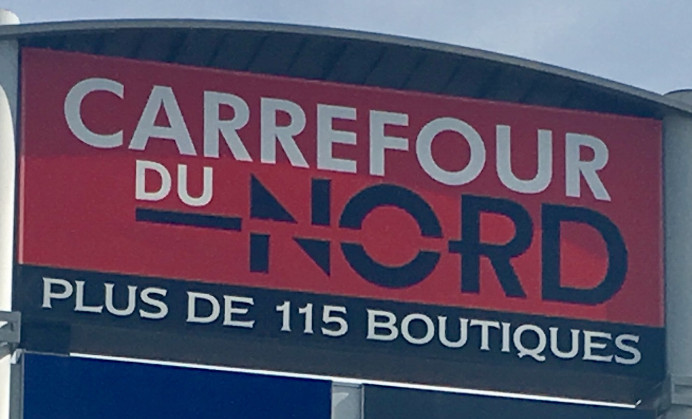 CARREFOUR
DU
NORD
PLUS DE 115 BOUTIQUES